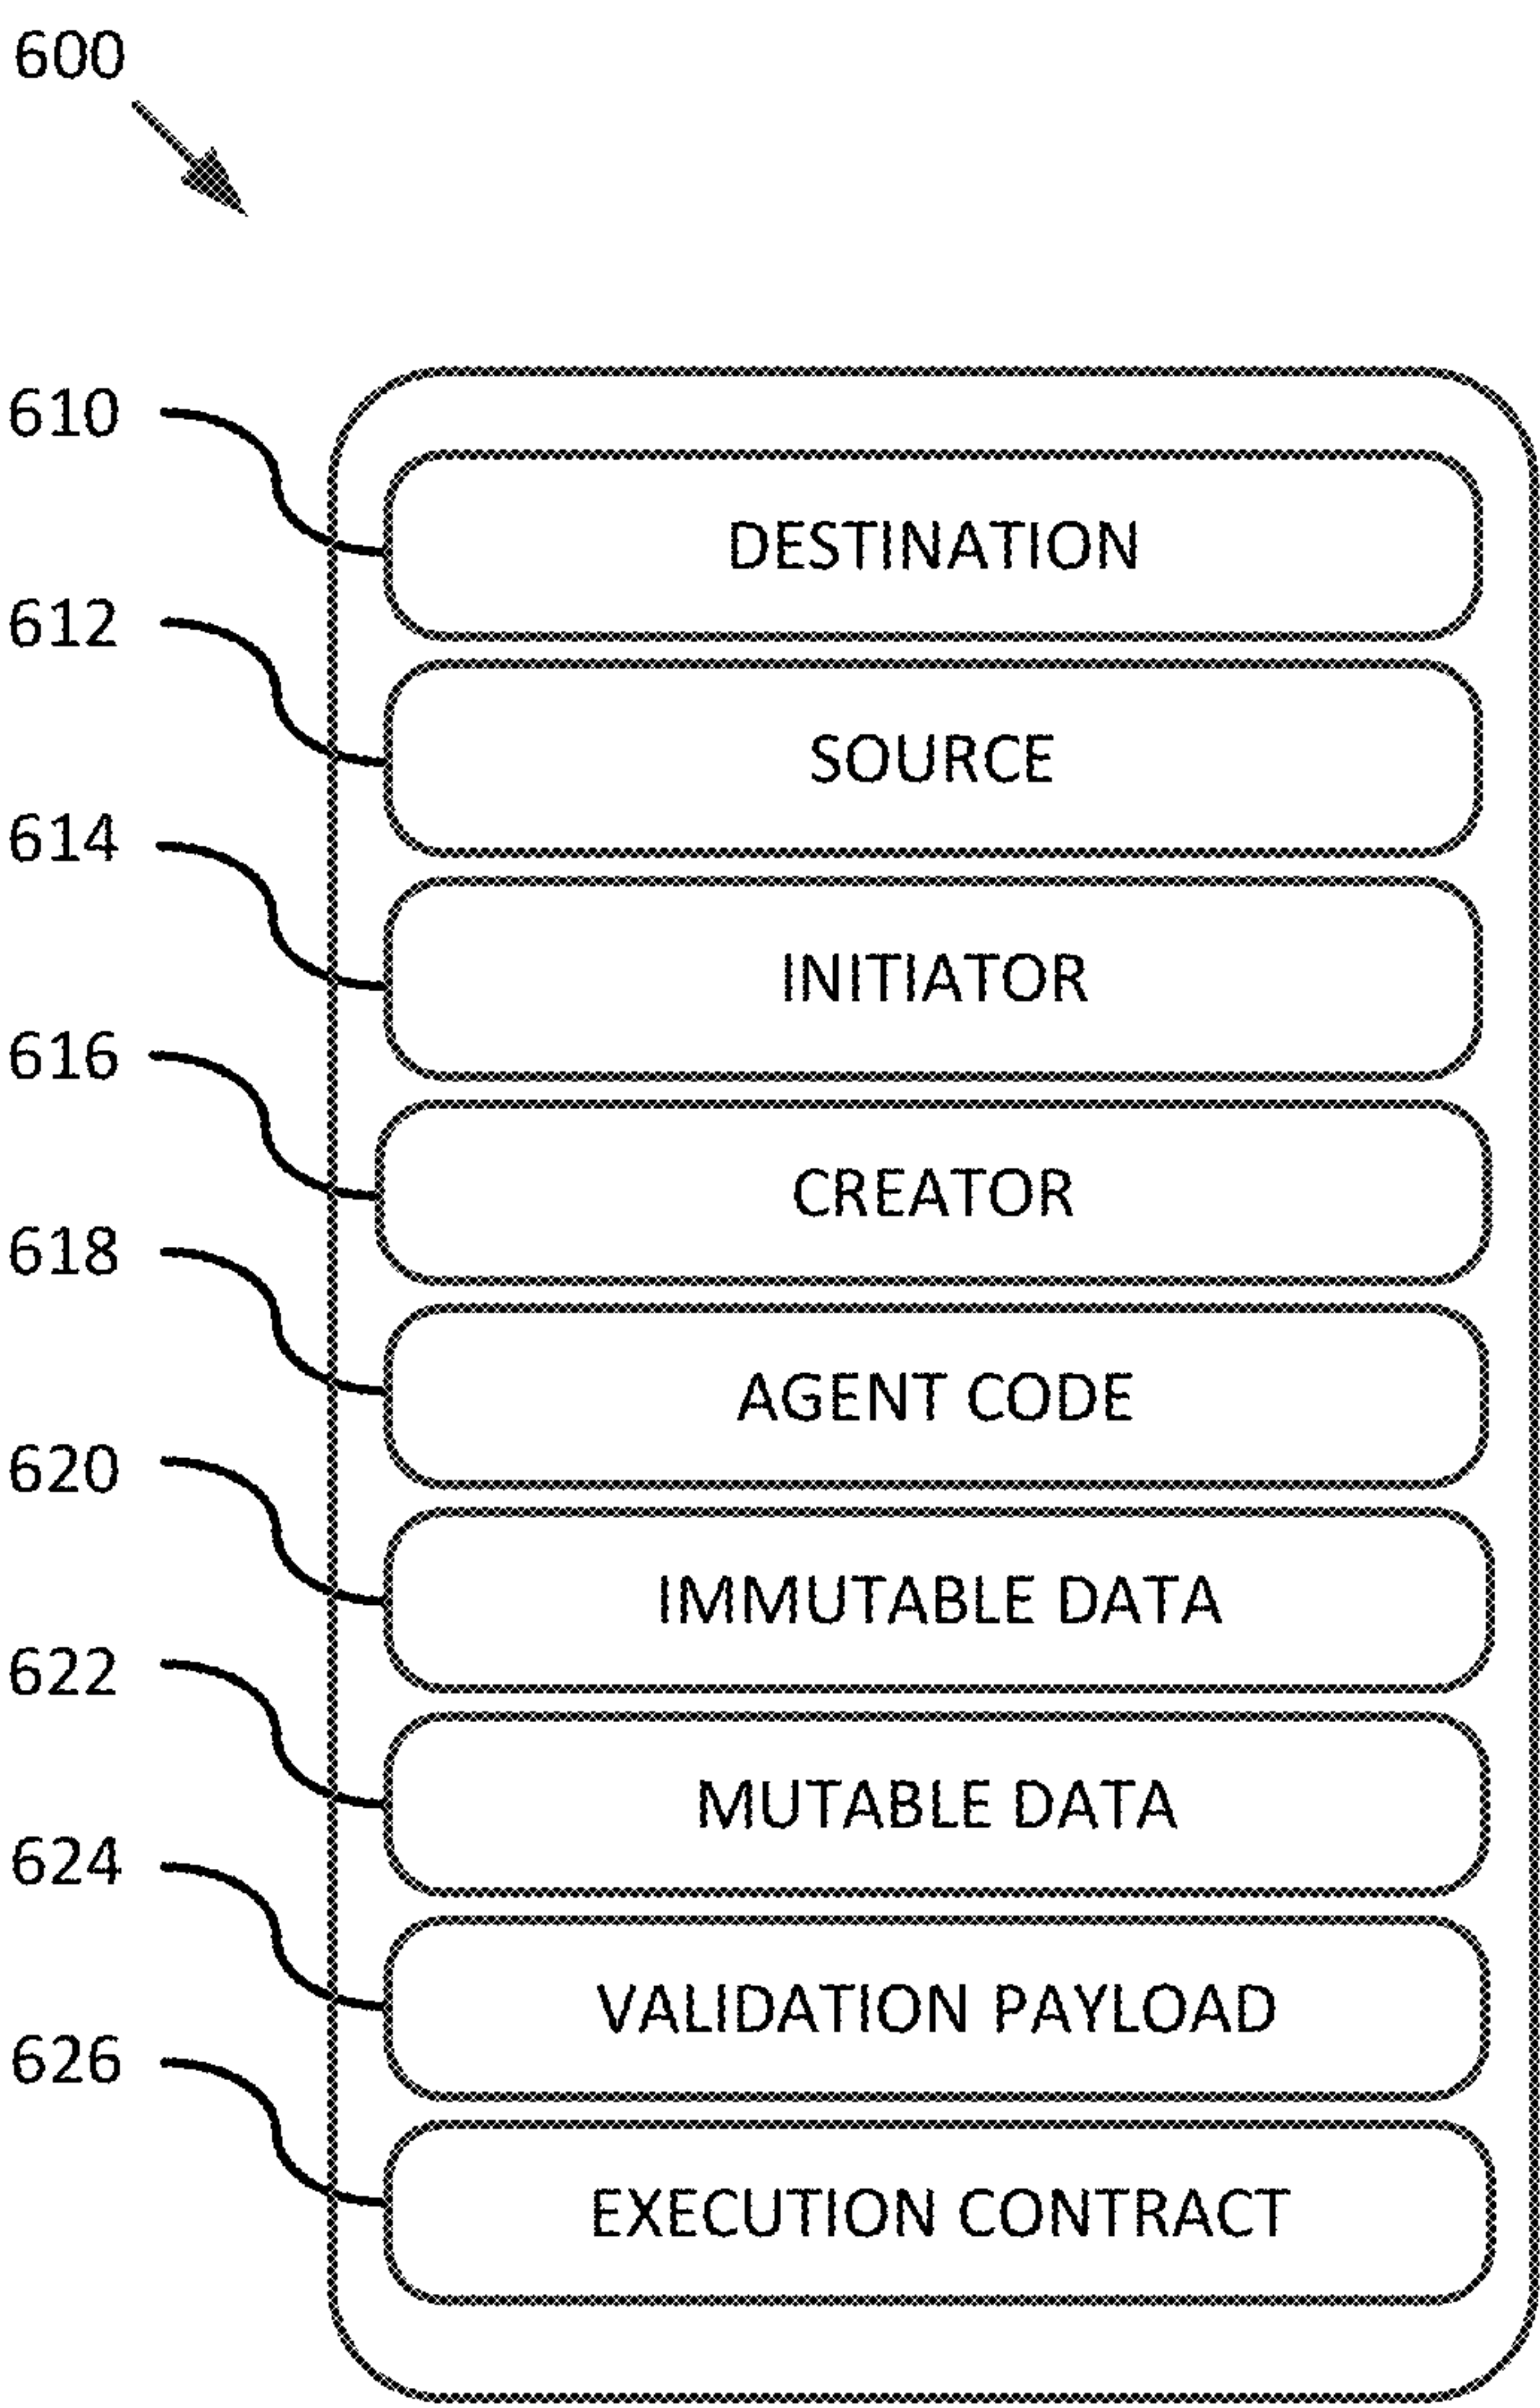 600
610
DESTINATION
612
SOURCE
614
INITIATOR
616
CREATOR
618
AGENT CODE
620
IMMUTABLE DATA
622
MUTABLE DATA
624
VALIDATION PAYLOAD
626
EXECUTION CONTRACT